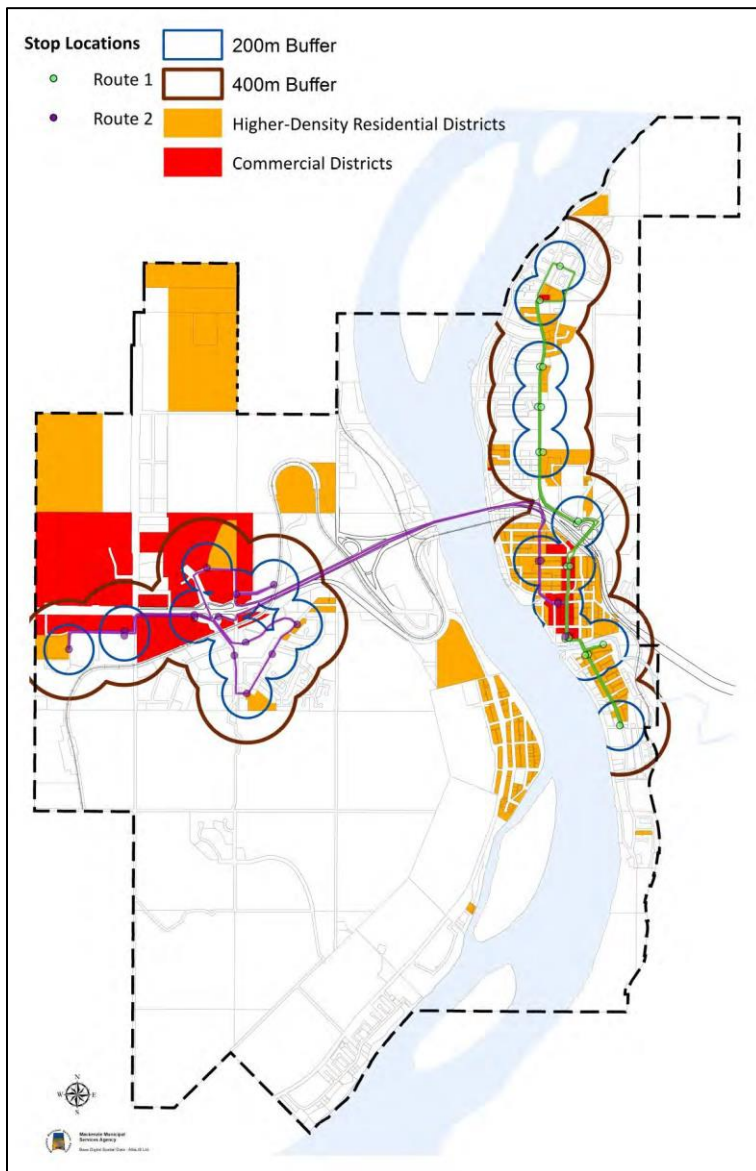 Stop Locations
Route 1
Route 2
200m Buffer
400m Buffer
Higher-Density Residential Districts
Commercial Districts
N
W E
S
Mackenzie Municipal
Services Agency